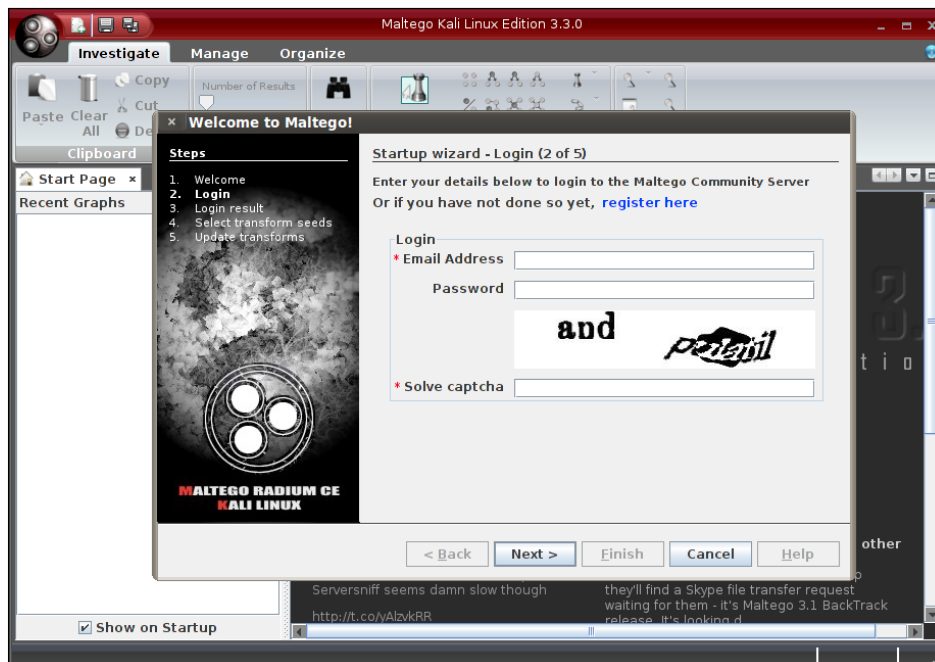 Maltego Kali Linux Edition 3.3.0
Investigate Manage Organize
Paste
Clear All
Copy
Cut
De
Number of Results
Clipboard
Start Page
Recent Graphs
Welcome to Maltego!
Steps
1. Welcome
2. Login
3. Login result
4. Select transform seeds
5. Update transforms
MALTEGO RADIUM CE
KALI LINUX
Startup wizard - Login (2 of 5)
Enter your details below to login to the Maltego Community Server
Or if you have not done so yet, register here
Login
* Email Address
Password
and
* Solve captcha
< Back Next > Finish Cancel Help
3.
t i o n
other
Serversniff seems damn slow though
http://t.co/yAlzvkRR
they'll find a Skype file transfer request
waiting for them - it's Maltego 3.1 BackTrack
release. It's looking d
Show on Startup